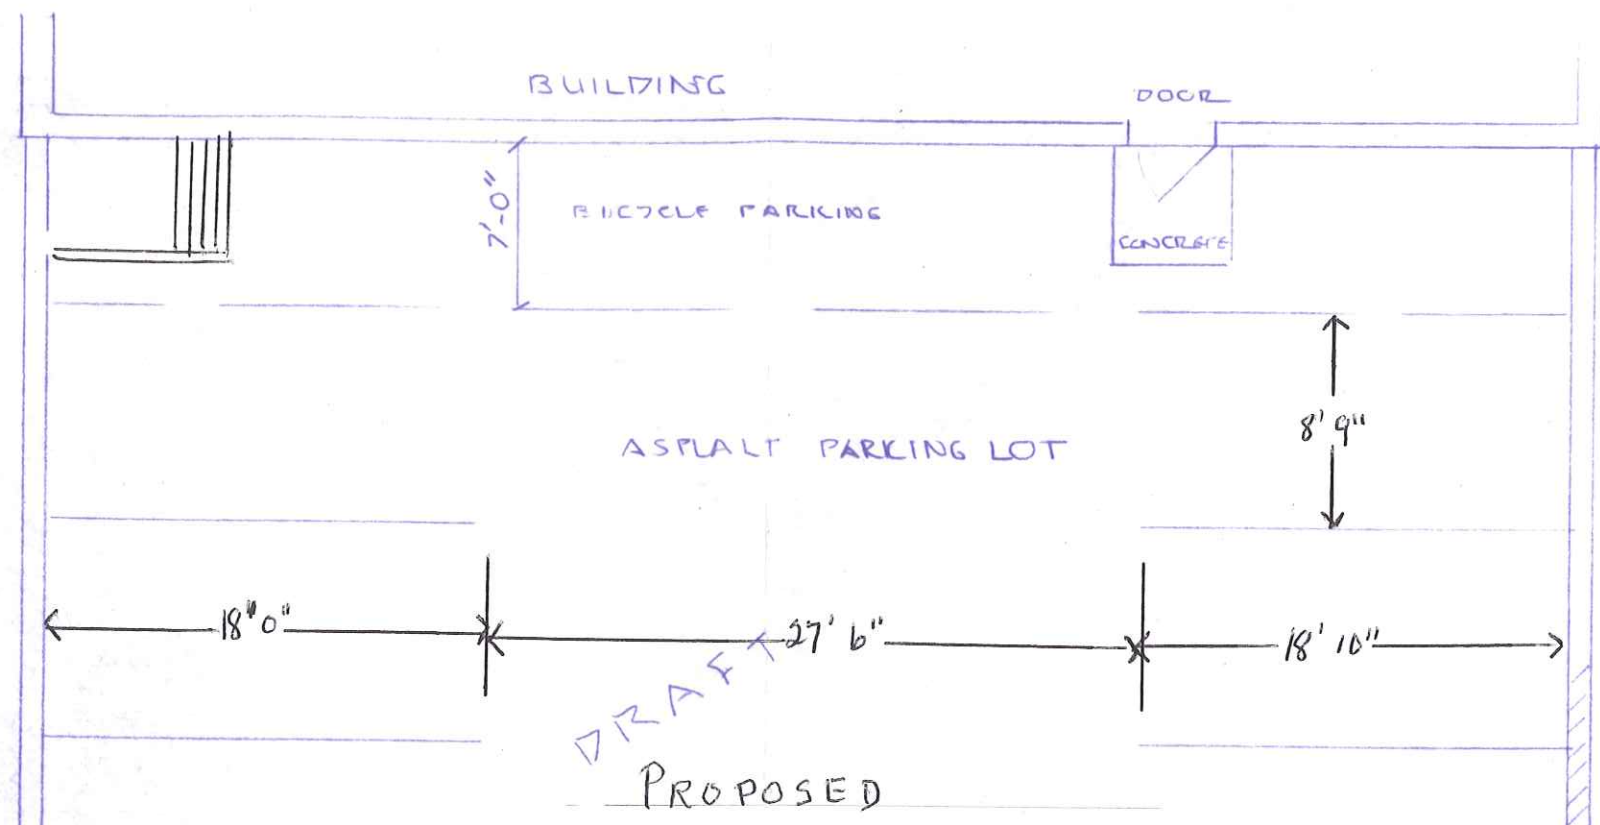 BUILDING
DOOR
7'-0"
BICYCLE PARKING
CONCRETE
8' 9"
ASPLALT PARKING LOT
18" 0"
27' 6"
18' 10"
DRAFT
PROPOSED